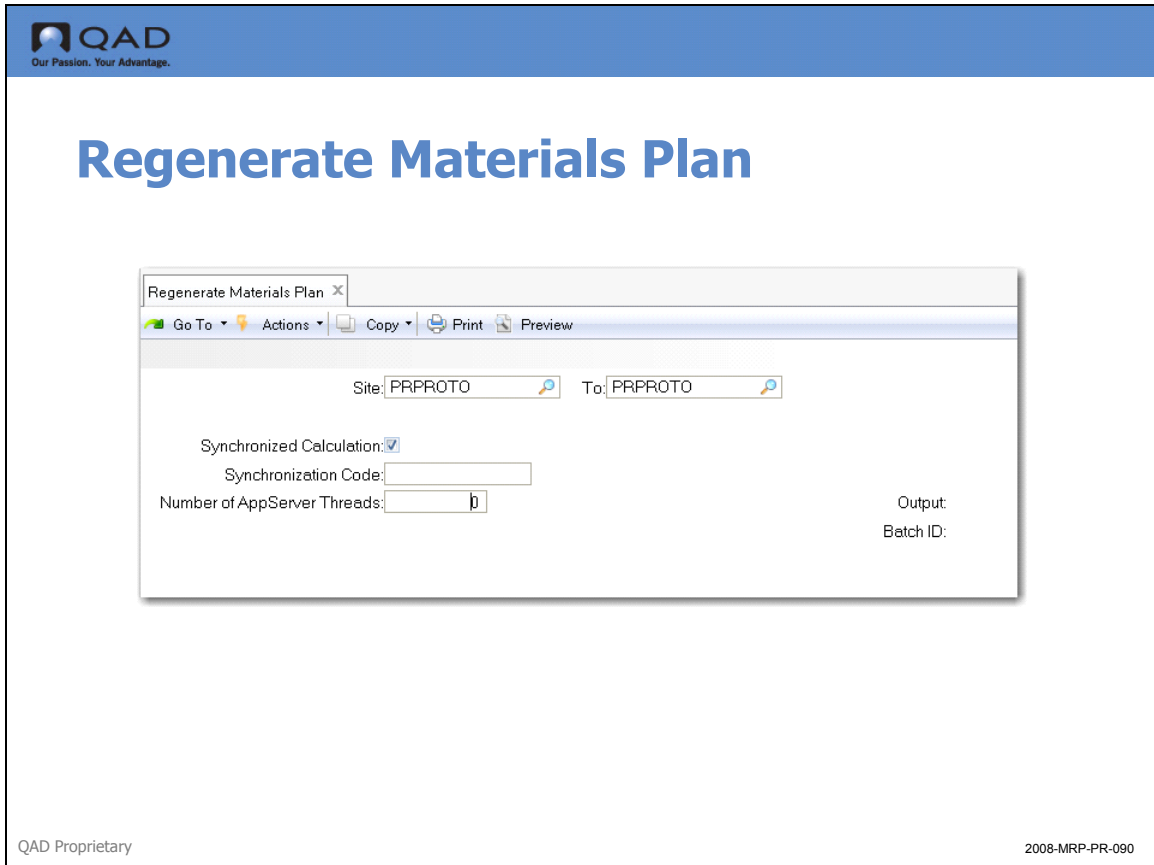 QAD
Our Passion. Your Advantage.
Regenerate Materials Plan
Regenerate Materials Plan
Go To Actions Copy Print Preview
Site: PRPROTO To: PRPROTO
Synchronized Calculation:
Synchronization Code:
Number of AppServer Threads: 0
Output:
Batch ID:
QAD Proprietary
2008-MRP-PR-090